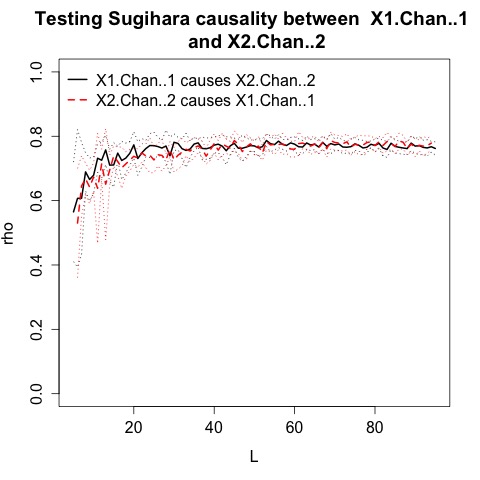 Testing Sugihara causality between  X1.Chan..1
and X2.Chan..2
X1.Chan..1 causes X2.Chan..2
X2.Chan..2 causes X1.Chan..1
1.0
0.8
0.6
0.4
0.2
0.0
rho
20
40
60
80
L